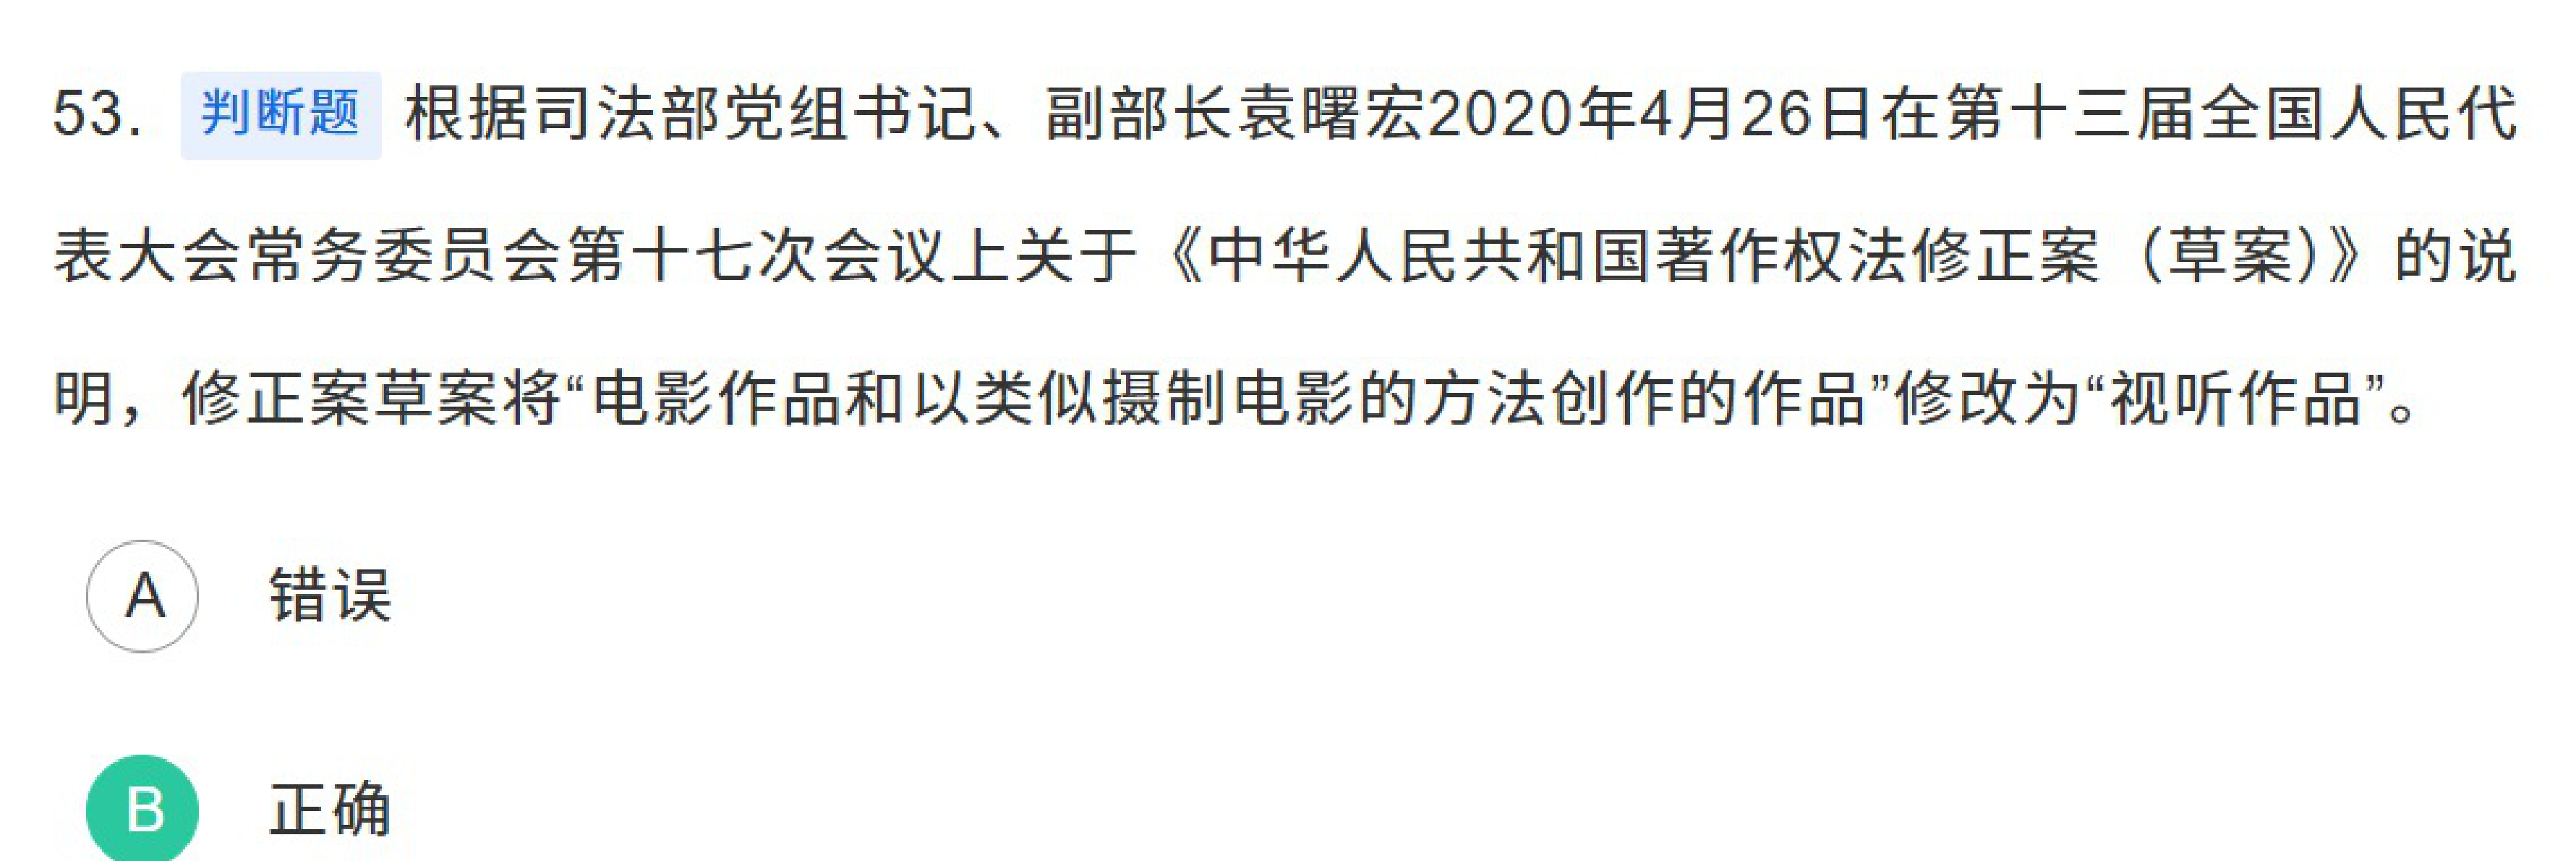 53. 判断题 根据司法部党组书记、副部长袁曙宏2020年4月26日在第十三届全国人民代
表大会常务委员会第十七次会议上关于《中华人民共和国著作权法修正案（草案）》的说
明，修正案草案将“电影作品和以类似摄制电影的方法创作的作品”修改为“视听作品”。
A 错误
B 正确